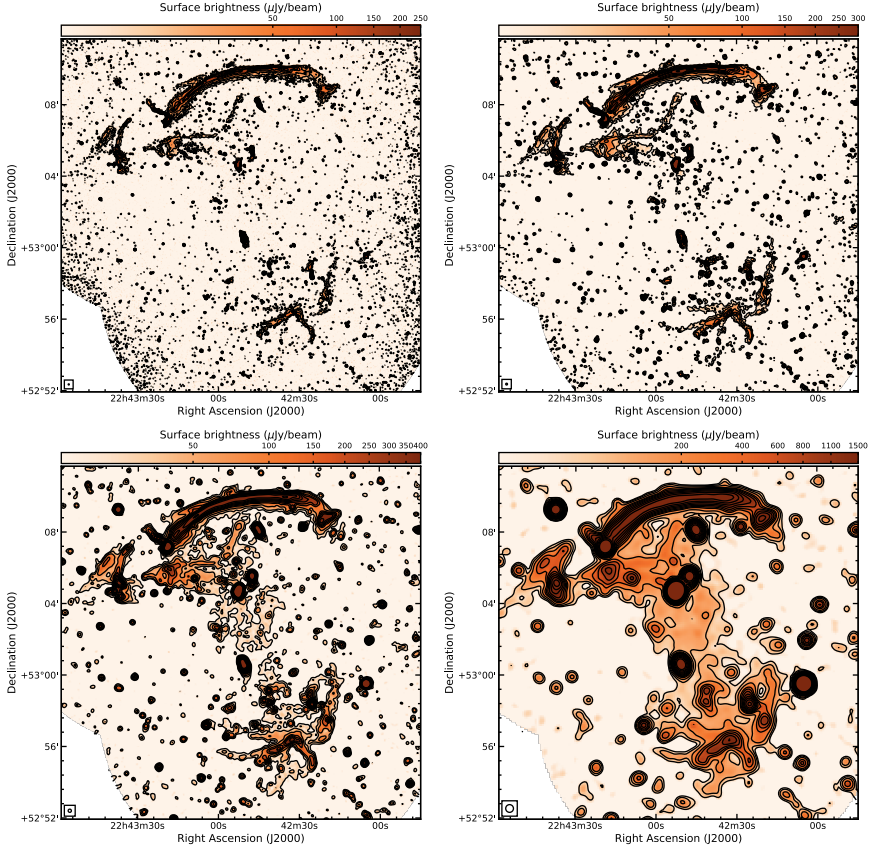 Surface brightness (μJy/beam)
50 100 150 200 250
08'
04'
+53°00'
56'
+52°52'
Declination (J2000)
22h43m30s 00s 42m30s 00s
Right Ascension (J2000)
Surface brightness (μJy/beam)
50 100 150 200 250 300
08'
04'
+53°00'
56'
+52°52'
Declination (J2000)
22h43m30s 00s 42m30s 00s
Right Ascension (J2000)
Surface brightness (μJy/beam)
50 100 150 200 250 300 350 400
08'
04'
+53°00'
56'
+52°52'
Declination (J2000)
22h43m30s 00s 42m30s 00s
Right Ascension (J2000)
Surface brightness (μJy/beam)
200 400 600 800 1100 1500
08'
04'
+53°00'
56'
+52°52'
Declination (J2000)
22h43m30s 00s 42m30s 00s
Right Ascension (J2000)